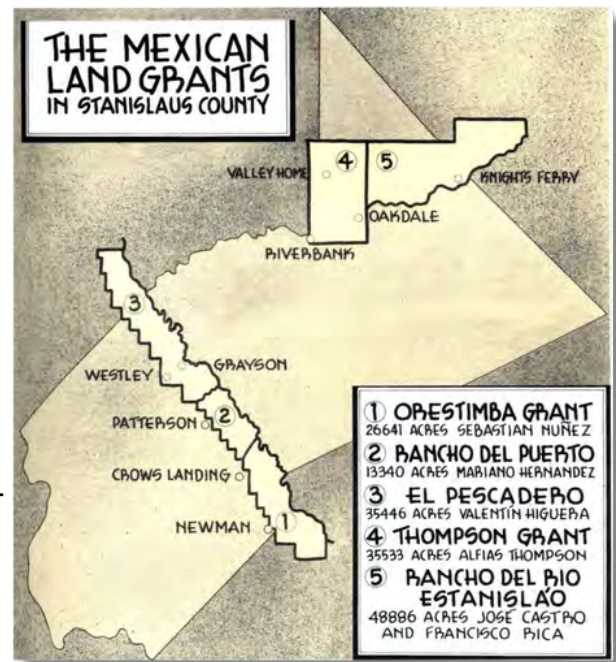 THE MEXICAN
LAND GRANTS
IN STANISLAUS COUNTY
VALLEY HOME
4
5
KNIGHTS FERRY
OAKDALE
RIVERBANK
3
GRAYSON
WESTLEY
2
PATTERSON
CROWS LANDING
NEWMAN
1
1 ORESTIMBA GRANT
26641 ACRES SEBASTIAN NUÑEZ
2 RANCHO DEL PUERTO
13340 ACRES MARIANO HERNANDEZ
3 EL PESCADERO
35446 ACRES VALENTÍN HIGUERA
4 THOMPSON GRANT
35533 ACRES ALFIAS THOMPSON
5 RANCHO DEL RIO
ESTANISLÁO
48886 ACRES JOSÉ CASTRO
AND FRANCISCO RICA